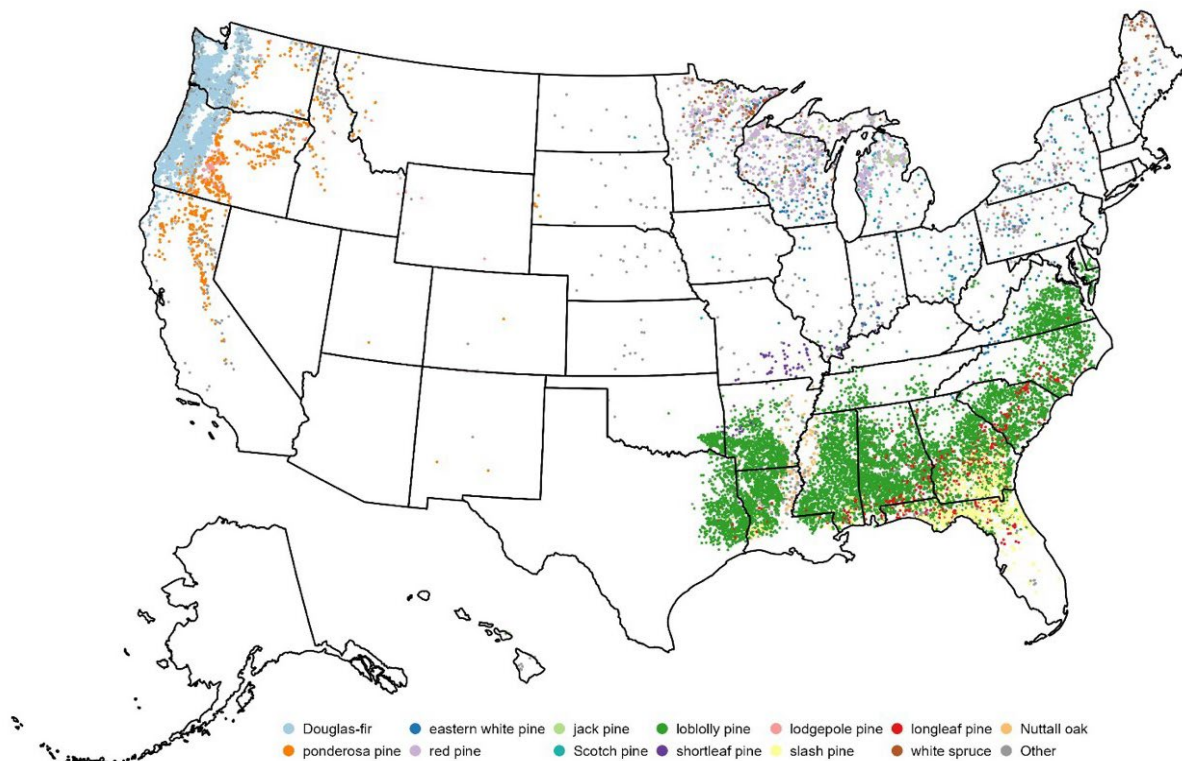 Douglas-fir eastern white pine jack pine loblolly pine lodgepole pine longleaf pine Nuttall oak
ponderosa pine red pine Scotch pine shortleaf pine slash pine white spruce Other